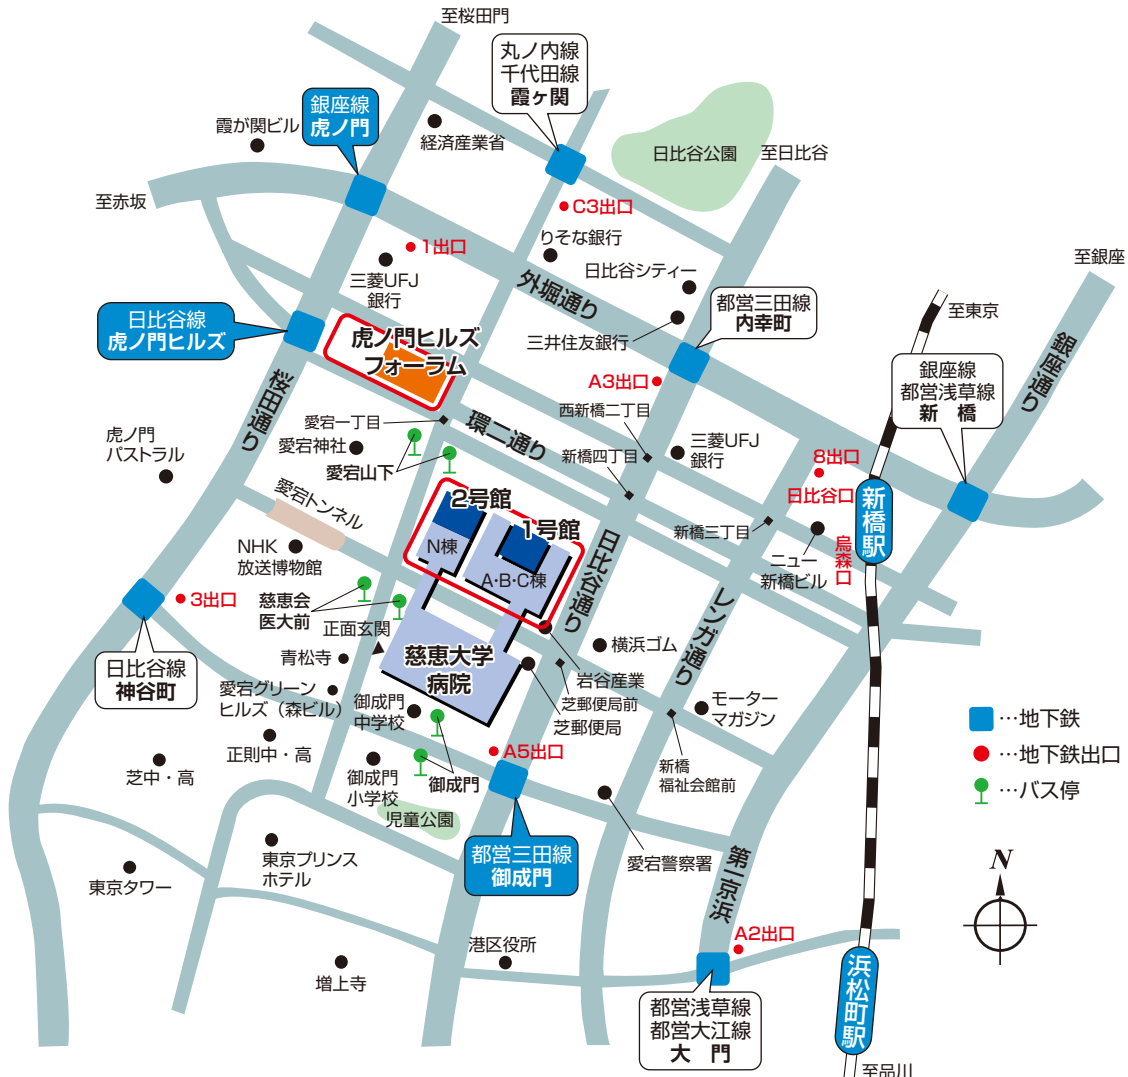 至桜田門
丸ノ内線
千代田線
霞ヶ関
銀座線
虎ノ門
霞が関ビル
経済産業省
日比谷公園
至日比谷
至赤坂
C3出口
1出口
りそな銀行
三菱UFJ
銀行
外堀通り
日比谷シティー
至銀座
都営三田線
内幸町
至東京
日比谷線
虎ノ門ヒルズ
虎ノ門ヒルズ
フォーラム
三井住友銀行
銀座通り
銀座線
都営浅草線
新橋
A3出口
桜田通り
西新橋二丁目
愛宕一丁目
環二通り
虎ノ門
パストラル
愛宕神社
愛宕山下
新橋四丁目
三菱UFJ
銀行
8出口
日比谷口
新橋駅
愛宕トンネル
2号館
1号館
N棟
A・B・C棟
日比谷通り
新橋三丁目
ニュー
新橋ビル
烏森口
NHK
放送博物館
3出口
慈恵会
医大前
正面玄関
レンガ通り
日比谷線
神谷町
青松寺
慈恵大学
病院
横浜ゴム
岩谷産業
愛宕グリーン
ヒルズ（森ビル）
御成門
中学校
芝郵便局前
芝郵便局
モーター
マガジン
…地下鉄
正則中・高
A5出口
…地下鉄出口
芝中・高
御成門
小学校
御成門
新橋
福祉会館前
…バス停
児童公園
都営三田線
御成門
東京プリンス
ホテル
愛宕警察署
第一京浜
東京タワー
N
A2出口
港区役所
増上寺
浜松町駅
都営浅草線
都営大江線
大門
至品川